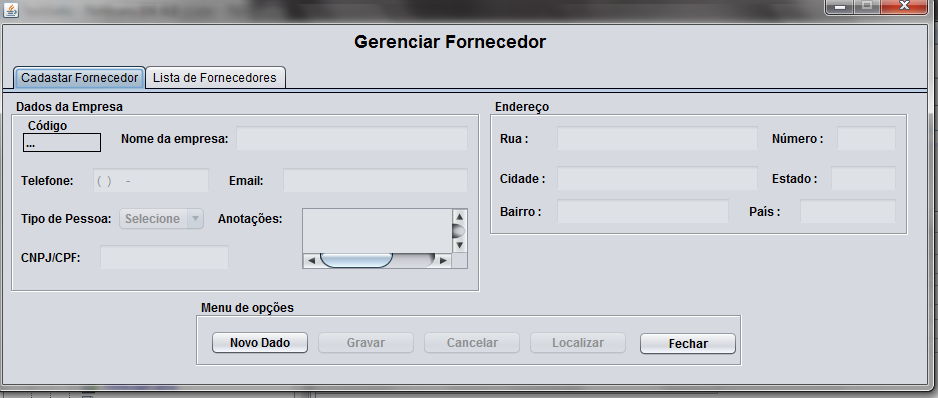 Gerenciar Fornecedor
Cadastar Fornecedor Lista de Fornecedores
Dados da Empresa
Código
...
Nome da empresa:
Telefone: ( ) -
Email:
Tipo de Pessoa: Selecione
Anotações:
CNPJ/CPF:
Endereço
Rua :
Número :
Cidade :
Estado :
Bairro :
País :
Menu de opções
Novo Dado Gravar Cancelar Localizar Fechar